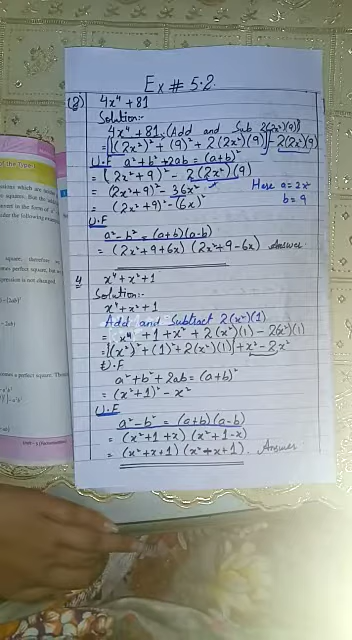 Ex # 5.2
(8) 4x⁴ + 81
Solution:-
4x⁴ + 81 (Add and Sub 2(2x²)(9))
= [(2x²)² + (9)² + 2(2x²)(9)] - 2(2x²)(9)
U.F a² + b² + 2ab = (a+b)²
= (2x² + 9)² - 2(2x²)(9)
= (2x² + 9)² - 36x²
Here a = 2x²
= (2x² + 9)² - (6x)²
b = 9
U.F
a² - b² = (a+b)(a-b)
= (2x² + 9 + 6x) (2x² + 9 - 6x) Answer
4 x⁴ + x² + 1
Solution:-
x⁴ + x² + 1
Add and Subtract 2(x²)(1)
= x⁴ + 1 + x² + 2(x²)(1) - 2(x²)(1)
= [(x²)² + (1)² + 2(x²)(1)] + x² - 2x²
U.F
a² + b² + 2ab = (a+b)²
= (x² + 1)² - x²
U.F
a² - b² = (a+b)(a-b)
= (x² + 1 + x) (x² + 1 - x)
= (x² + x + 1) (x² + x + 1) Answer